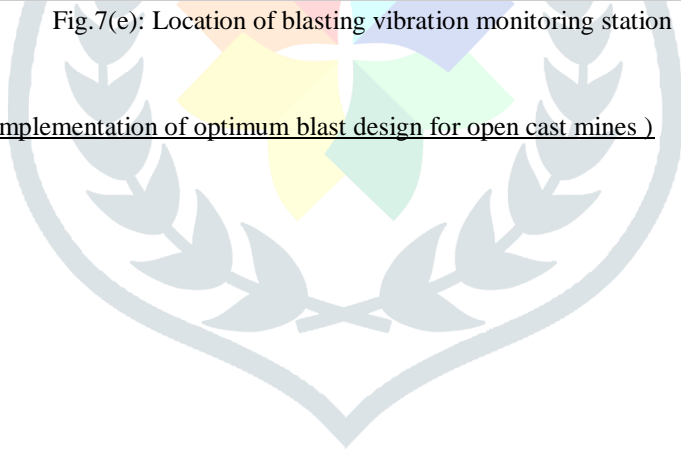 Fig.7(e): Location of blasting vibration monitoring station
mplementation of optimum blast design for open cast mines )